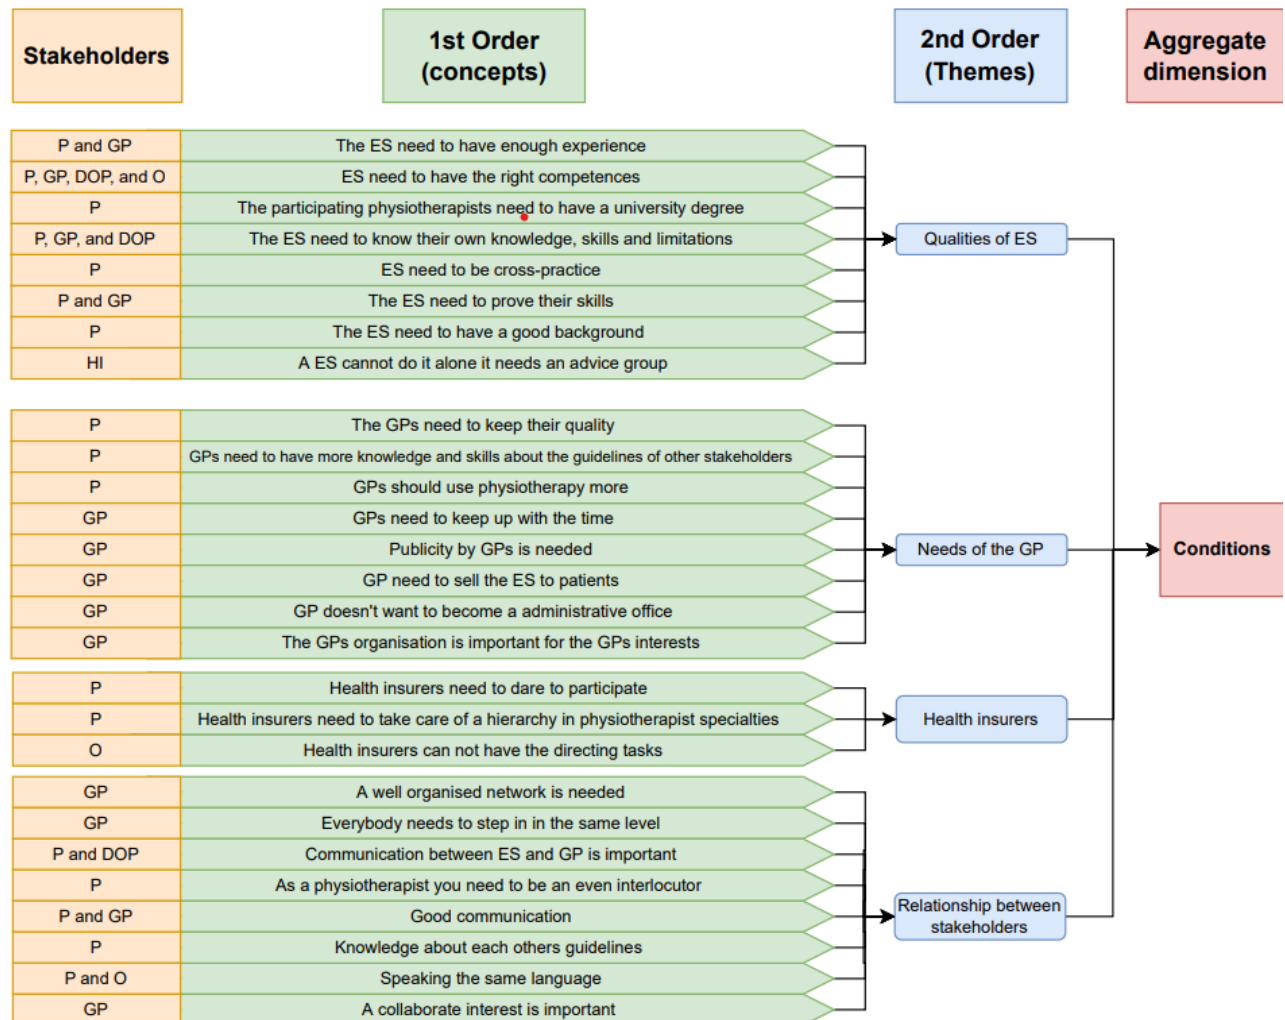 Stakeholders
1st Order
(concepts)
2nd Order
(Themes)
Aggregate
dimension
P and GP
The ES need to have enough experience
P, GP, DOP, and O
ES need to have the right competences
P
The participating physiotherapists need to have a university degree
P, GP, and DOP
The ES need to know their own knowledge, skills and limitations
P
ES need to be cross-practice
P and GP
The ES need to prove their skills
P
The ES need to have a good background
HI
A ES cannot do it alone it needs an advice group
Qualities of ES
P
The GPs need to keep their quality
P
GPs need to have more knowledge and skills about the guidelines of other stakeholders
P
GPs should use physiotherapy more
GP
GPs need to keep up with the time
GP
Publicity by GPs is needed
GP
GP need to sell the ES to patients
GP
GP doesn't want to become a administrative office
GP
The GPs organisation is important for the GPs interests
Needs of the GP
Conditions
P
Health insurers need to dare to participate
P
Health insurers need to take care of a hierarchy in physiotherapist specialties
O
Health insurers can not have the directing tasks
Health insurers
GP
A well organised network is needed
GP
Everybody needs to step in in the same level
P and DOP
Communication between ES and GP is important
P
As a physiotherapist you need to be an even interlocutor
P and GP
Good communication
P
Knowledge about each others guidelines
P and O
Speaking the same language
GP
A collaborate interest is important
Relationship between
stakeholders